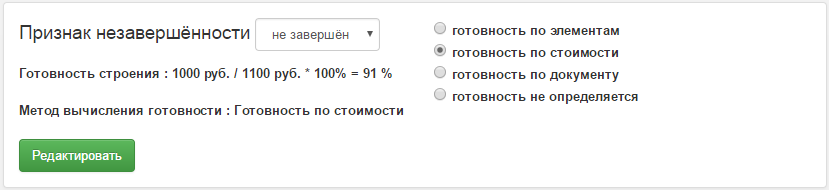 Признак незавершённости не завершён
Готовность строения : 1000 руб. / 1100 руб. * 100% = 91 %
Метод вычисления готовности : Готовность по стоимости
Редактировать
готовность по элементам
готовность по стоимости
готовность по документу
готовность не определяется